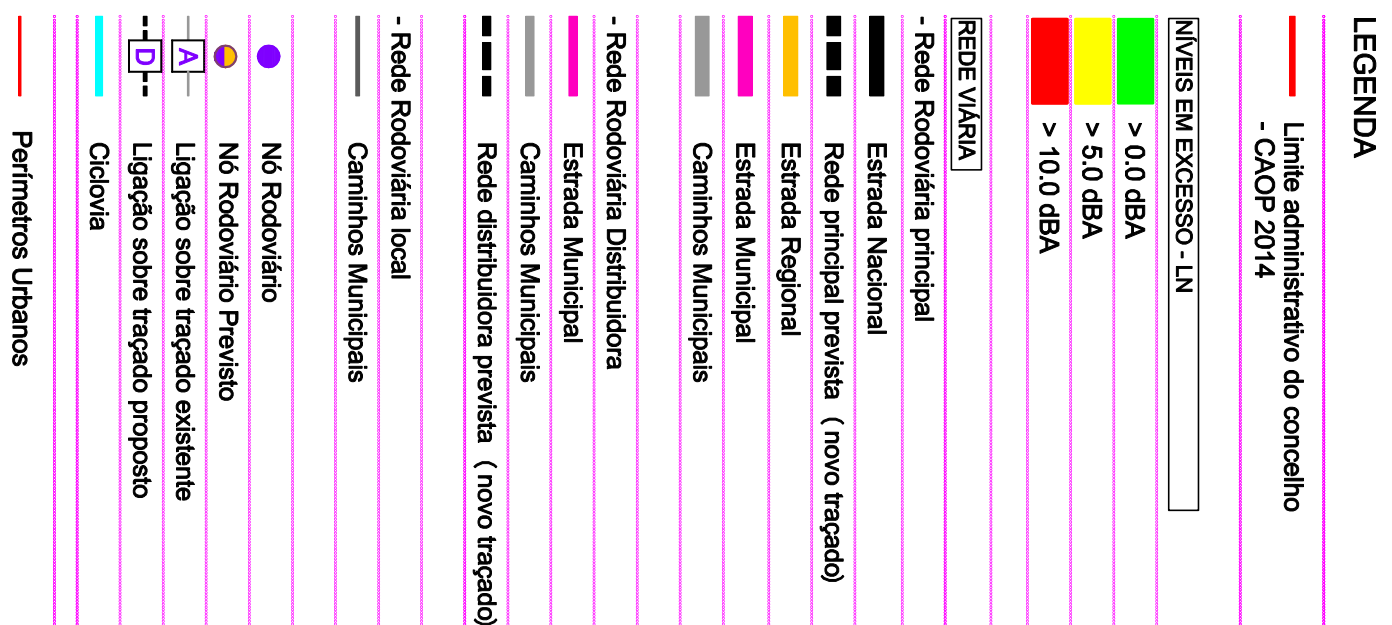 LEGENDA
Limite administrativo do concelho
- CAOP 2014
NÍVEIS EM EXCESSO - LN
> 0.0 dBA
> 5.0 dBA
> 10.0 dBA
REDE VIÁRIA
- Rede Rodoviária principal
Estrada Nacional
Rede principal prevista ( novo traçado)
Estrada Regional
Estrada Municipal
Caminhos Municipais
- Rede Rodoviária Distribuidora
Estrada Municipal
Caminhos Municipais
Rede distribuidora prevista ( novo traçado)
- Rede Rodoviária local
Caminhos Municipais
Nó Rodoviário
Nó Rodoviário Previsto
A Ligação sobre traçado existente
D Ligação sobre traçado proposto
Ciclovia
Perímetros Urbanos